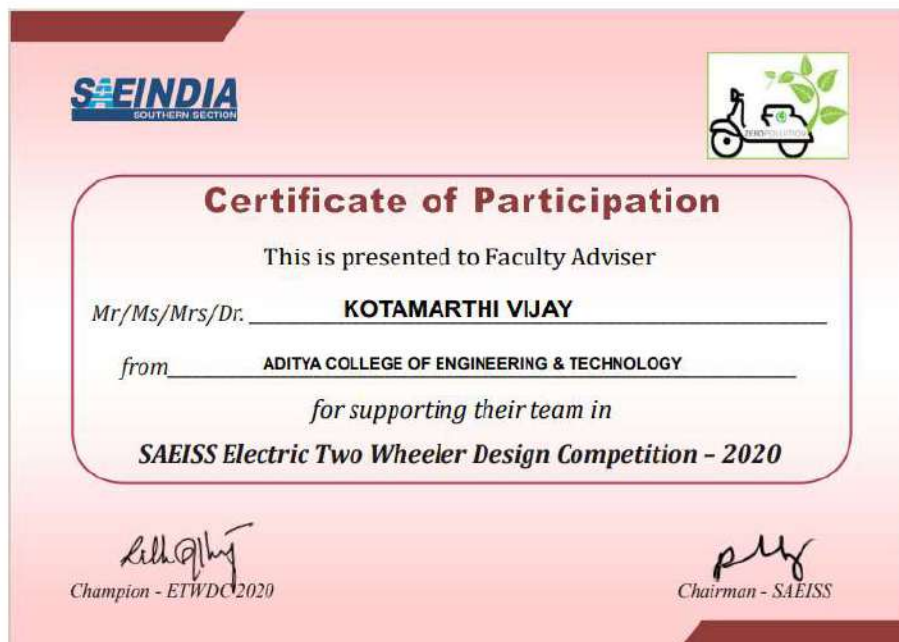 SAEINDIA
SOUTHERN SECTION
ZERO POLLUTION
Certificate of Participation
This is presented to Faculty Adviser
Mr/Ms/Mrs/Dr. KOTAMARTHI VIJAY
from ADITYA COLLEGE OF ENGINEERING & TECHNOLOGY
for supporting their team in
SAEISS Electric Two Wheeler Design Competition – 2020
Champion - ETWDC 2020
Chairman - SAEISS